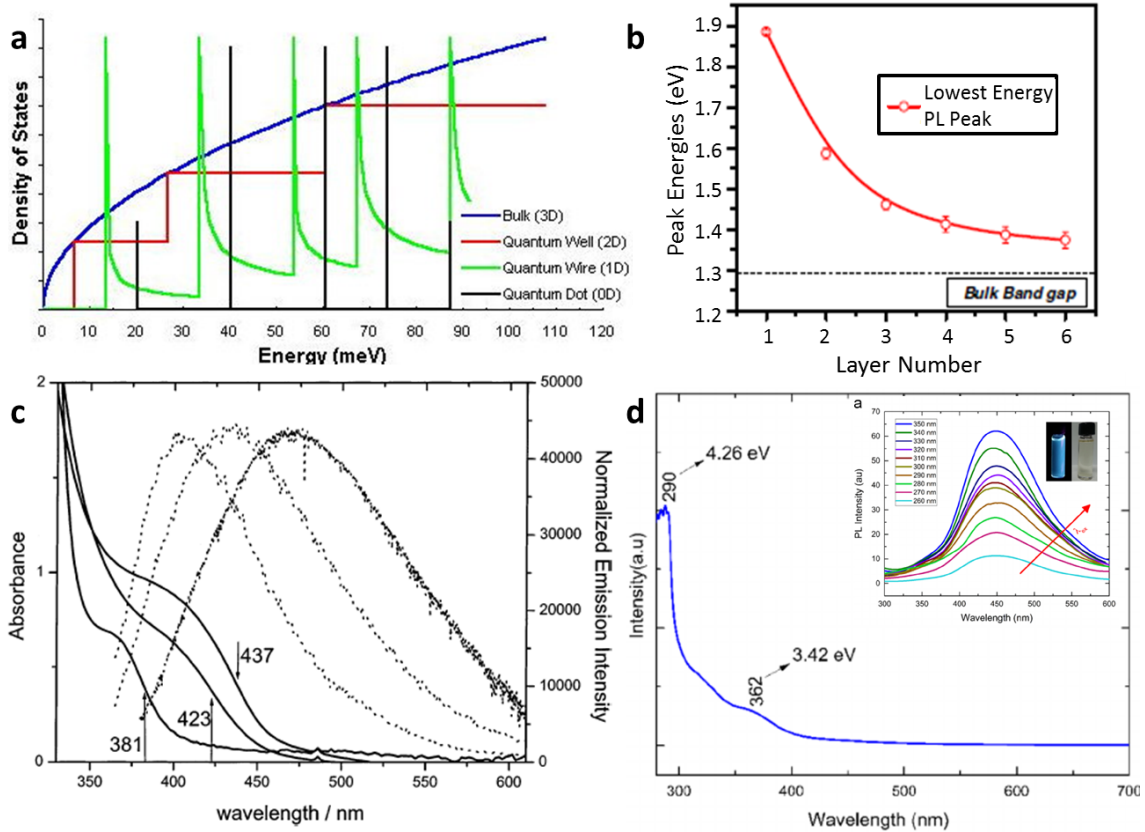 a
Density of States
Bulk (3D)
Quantum Well (2D)
Quantum Wire (1D)
Quantum Dot (0D)
0 10 20 30 40 50 60 70 80 90 100 110 120
Energy (meV)
b
Peak Energies (eV)
1.9
1.8
1.7
1.6
1.5
1.4
1.3
1.2
Lowest Energy
PL Peak
Bulk Band gap
1 2 3 4 5 6
Layer Number
c
Absorbance
2
1
0
437
423
381
50000
40000
30000
20000
10000
0
Normalized Emission Intensity
350 400 450 500 550 600
wavelength / nm
d
Intensity(a.u)
290
4.26 eV
362
3.42 eV
300 400 500 600 700
Wavelength (nm)
a
PL Intensity (au)
70
60
50
40
30
20
10
0
350 nm
340 nm
330 nm
320 nm
310 nm
300 nm
290 nm
280 nm
270 nm
260 nm
300 350 400 450 500 550 600
Wavelength (nm)